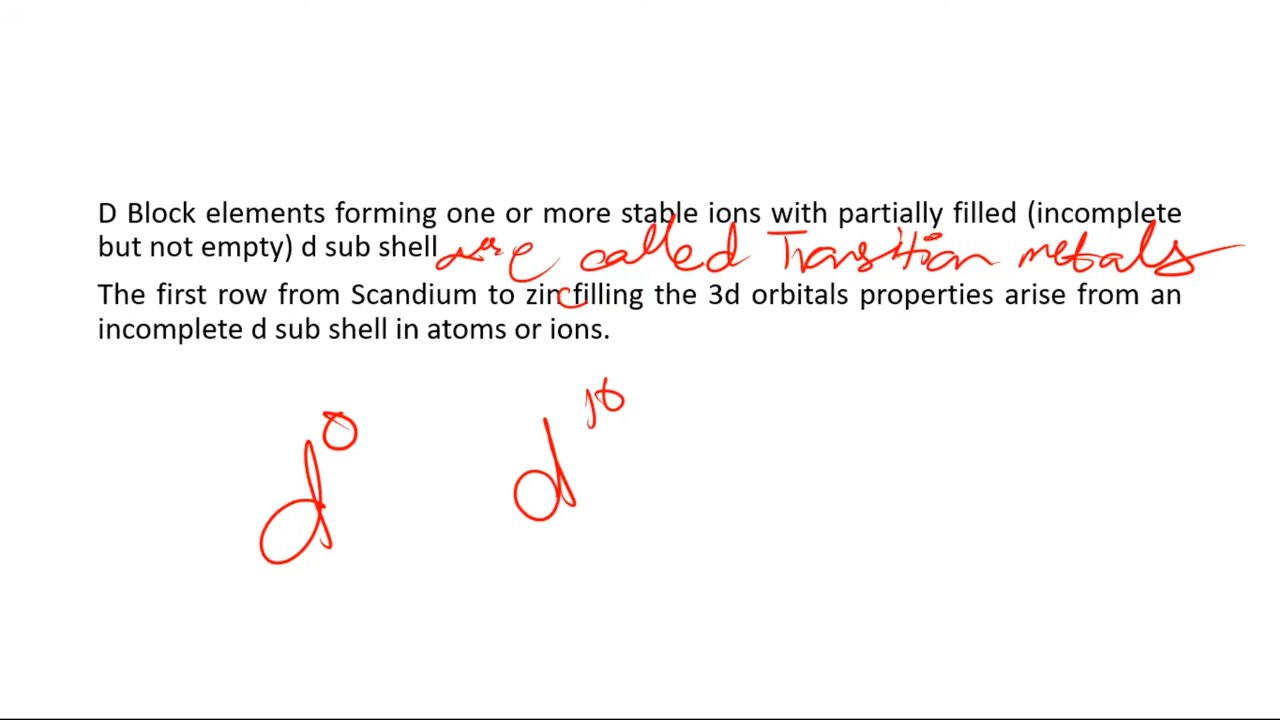 D Block elements forming one or more stable ions with partially filled (incomplete
but not empty) d sub shell are called Transition metals
The first row from Scandium to zinc filling the 3d orbitals properties arise from an
incomplete d sub shell in atoms or ions.
d⁰ d¹⁰